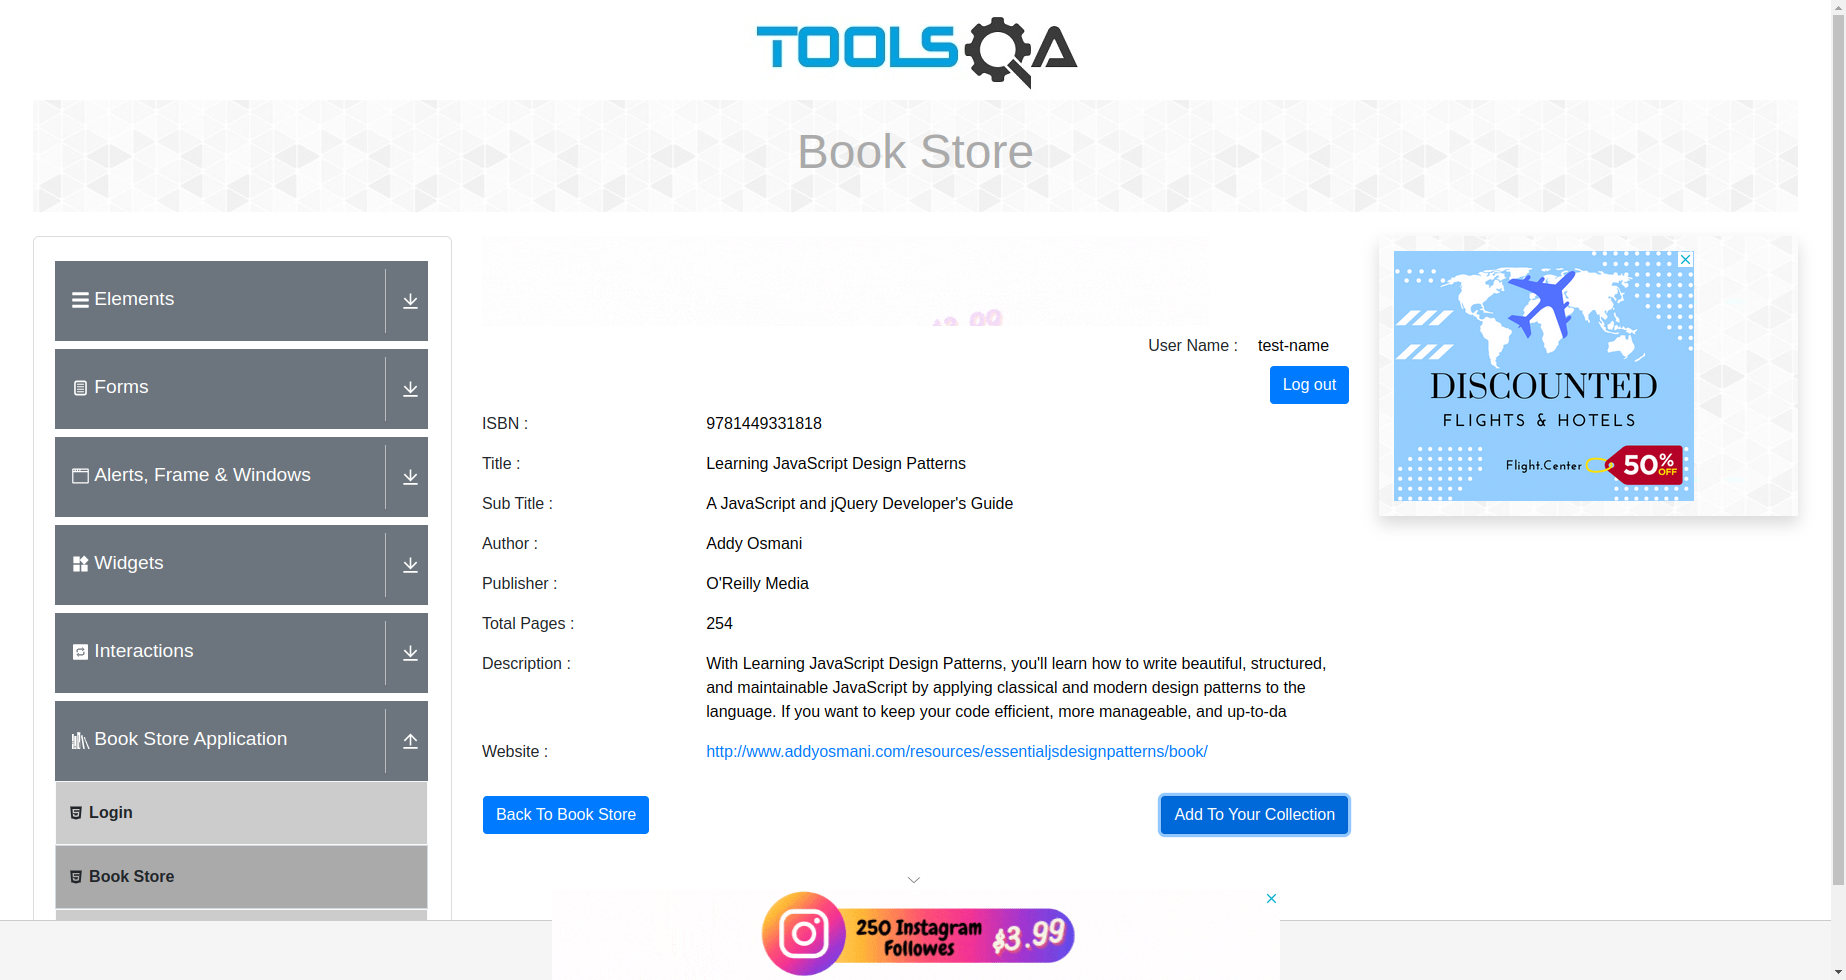 TOOLSQA
Book Store
Elements
Forms
Alerts, Frame & Windows
Widgets
Interactions
Book Store Application
Login
Book Store
User Name : test-name
Log out
ISBN : 9781449331818
Title : Learning JavaScript Design Patterns
Sub Title : A JavaScript and jQuery Developer's Guide
Author : Addy Osmani
Publisher : O'Reilly Media
Total Pages : 254
Description : With Learning JavaScript Design Patterns, you'll learn how to write beautiful, structured,
and maintainable JavaScript by applying classical and modern design patterns to the
language. If you want to keep your code efficient, more manageable, and up-to-da
Website : http://www.addyosmani.com/resources/essentialjsdesignpatterns/book/
Back To Book Store
Add To Your Collection
DISCOUNTED
FLIGHTS & HOTELS
Flight.Center
50% OFF
250 Instagram
Followes
$3.99